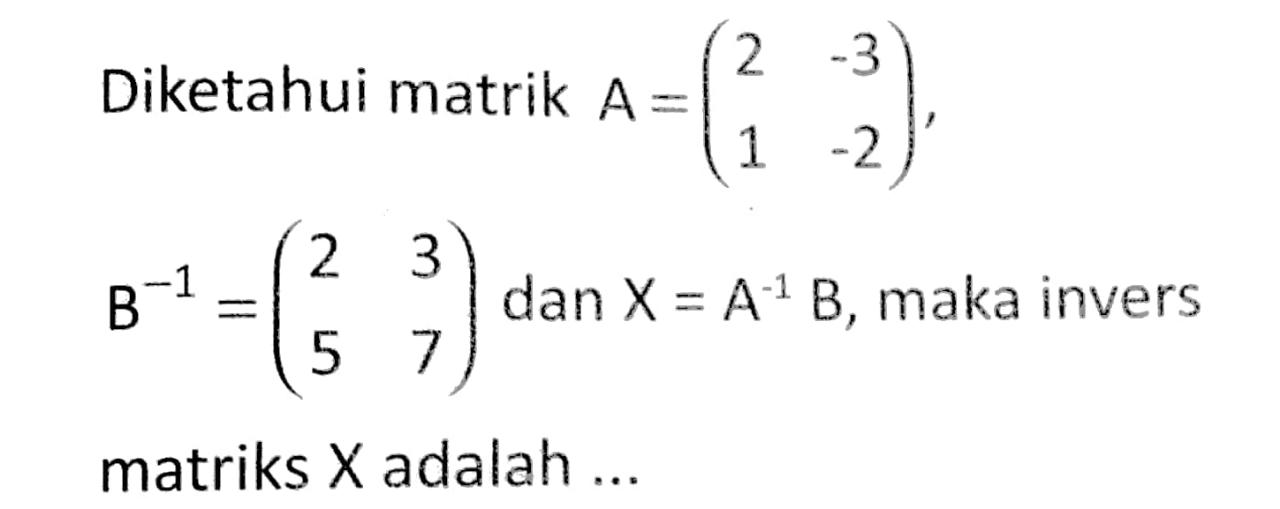 Diketahui matrik A = (2 -3
1 -2),
B⁻¹ = (2 3
5 7) dan X = A⁻¹ B, maka invers
matriks X adalah ...